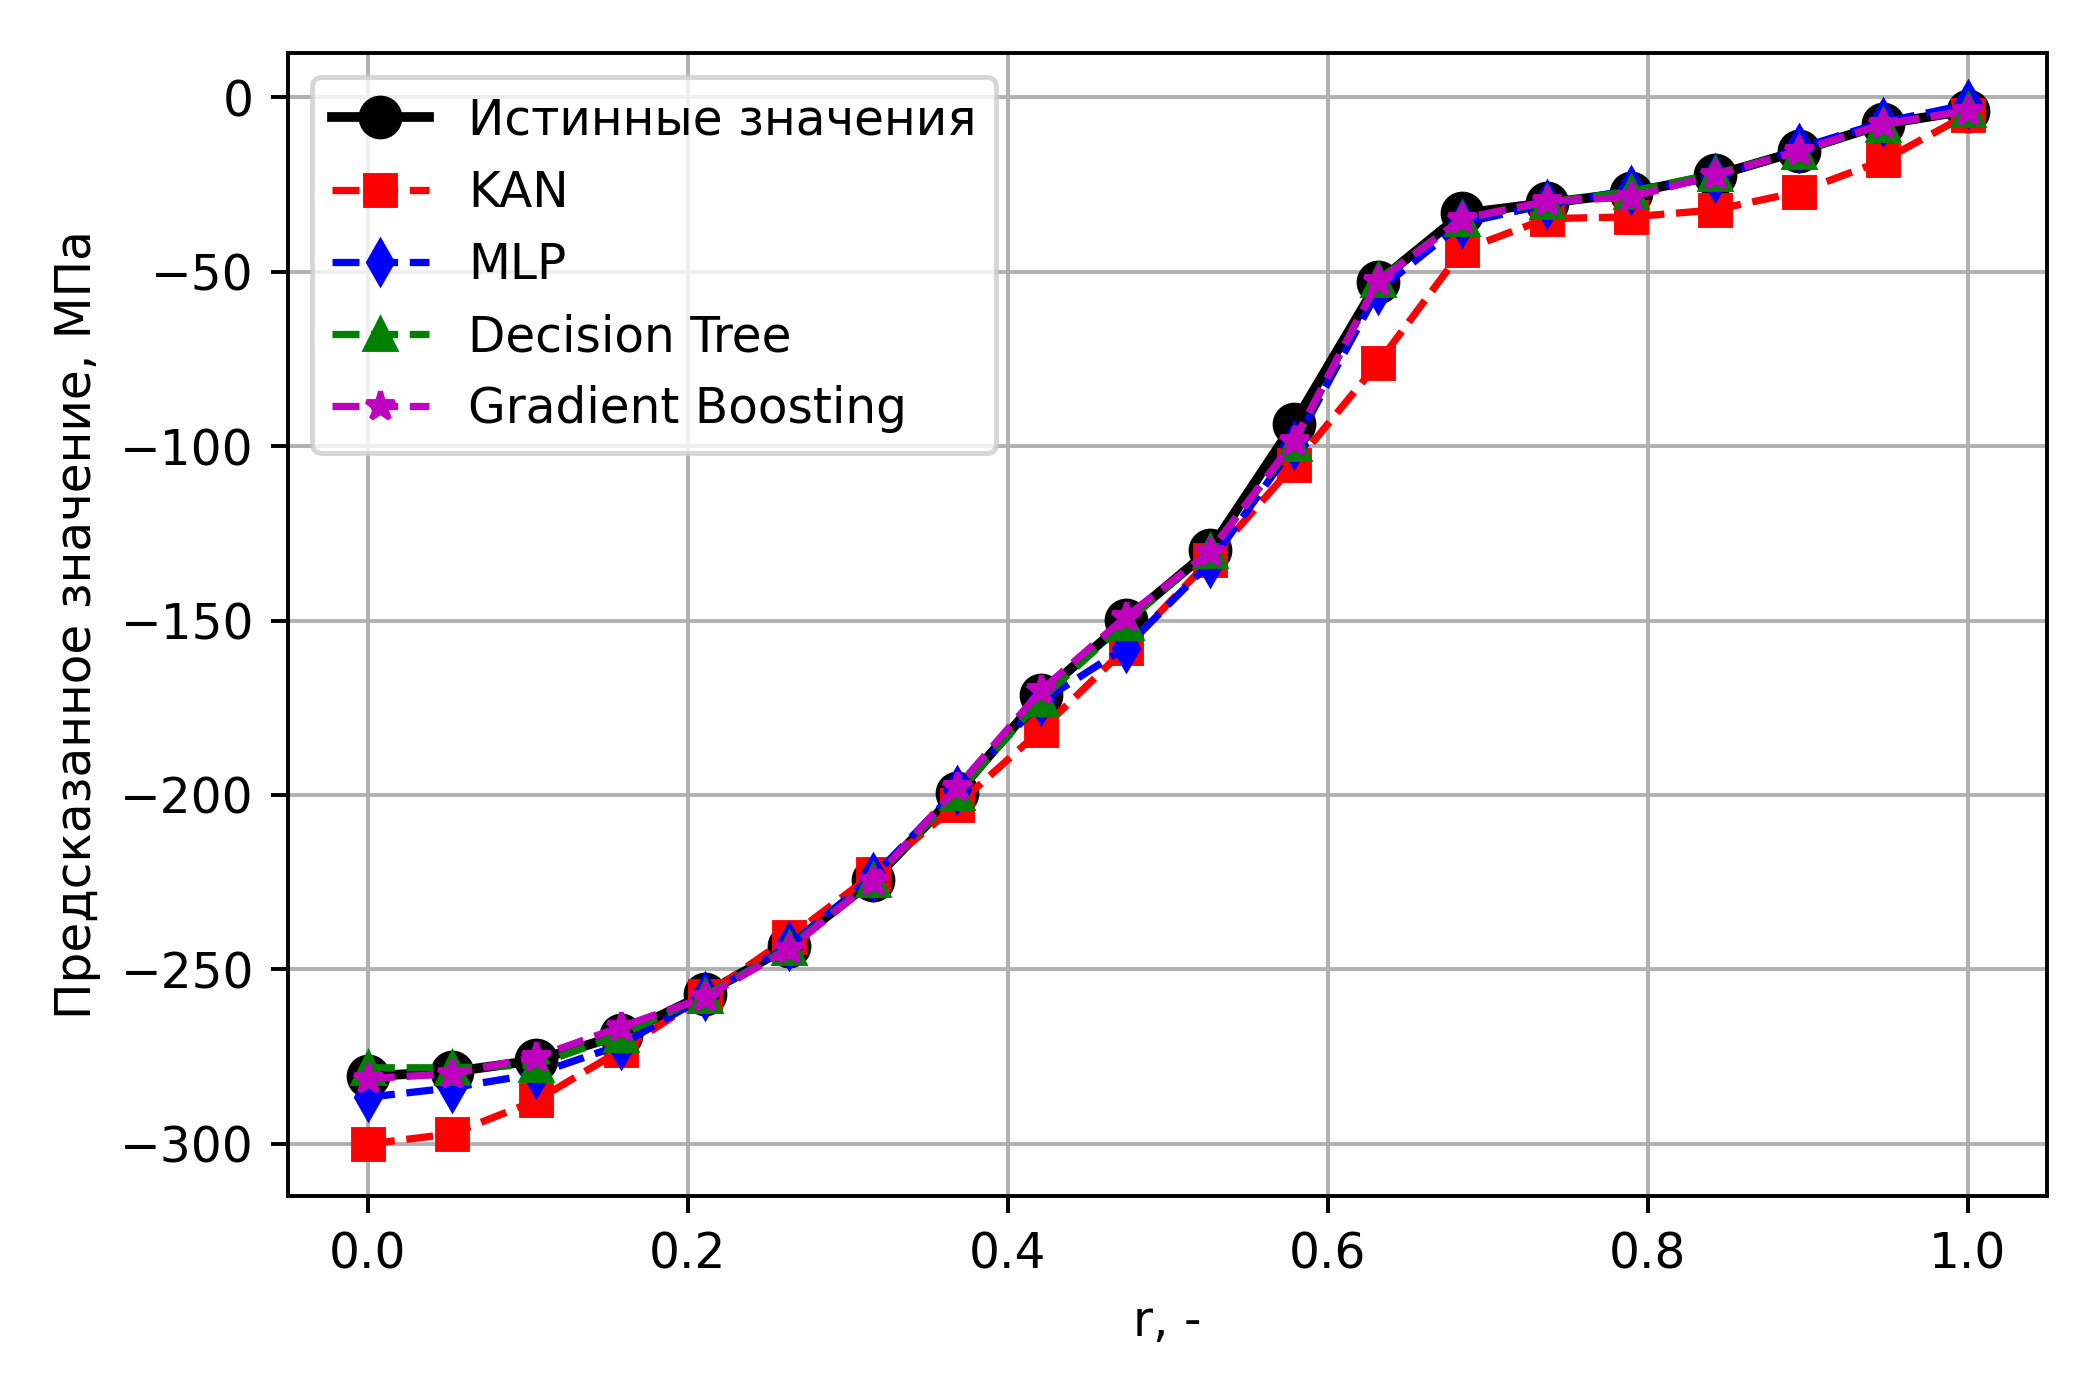 Истинные значения
KAN
MLP
Decision Tree
Gradient Boosting
Предсказанное значение, МПа
0
−50
−100
−150
−200
−250
−300
0.0 0.2 0.4 0.6 0.8 1.0
r, -